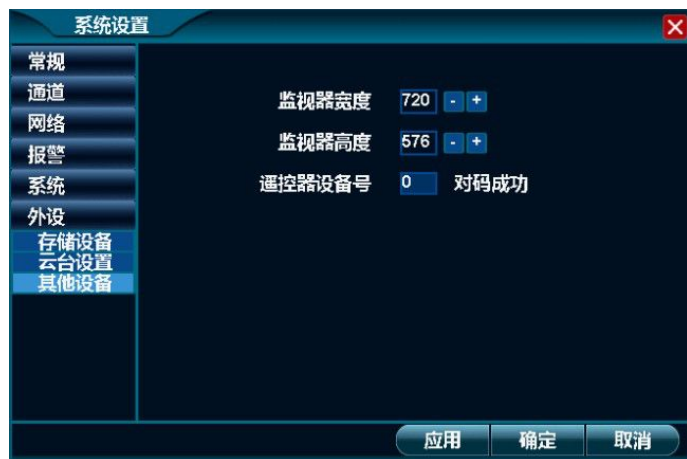 系统设置
常规
通道
网络
报警
系统
外设
存储设备
云台设置
其他设备
监视器宽度 720 - +
监视器高度 576 - +
遥控器设备号 0 对码成功
应用 确定 取消